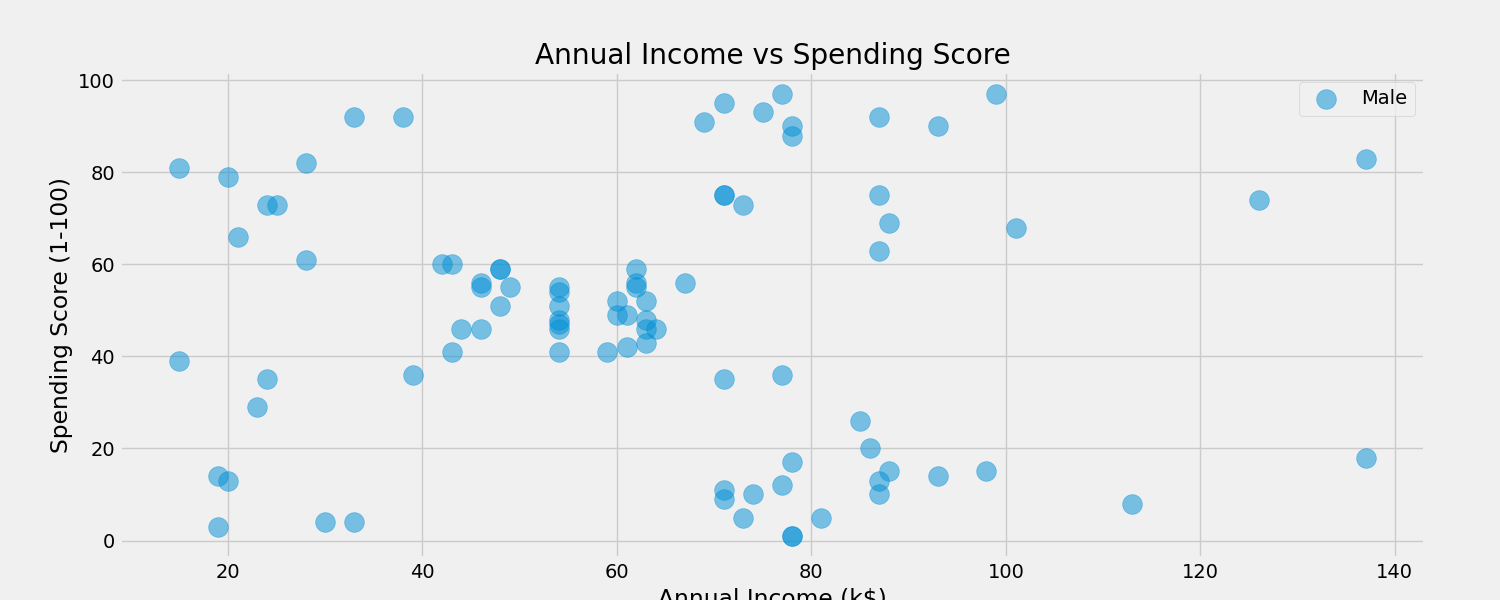 Annual Income vs Spending Score
Male
Spending Score (1-100)
100
80
60
40
20
0
20 40 60 80 100 120 140
Annual Income (k$)